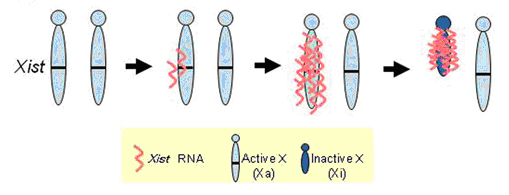 Xist
Xist RNA
Active X
(Xa)
Inactive X
(Xi)